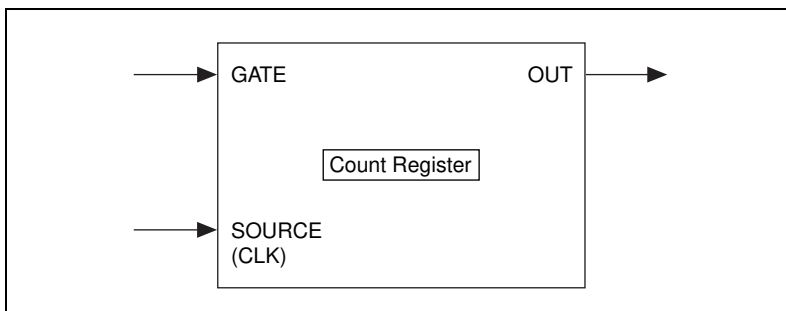 GATE
OUT
Count Register
SOURCE
(CLK)